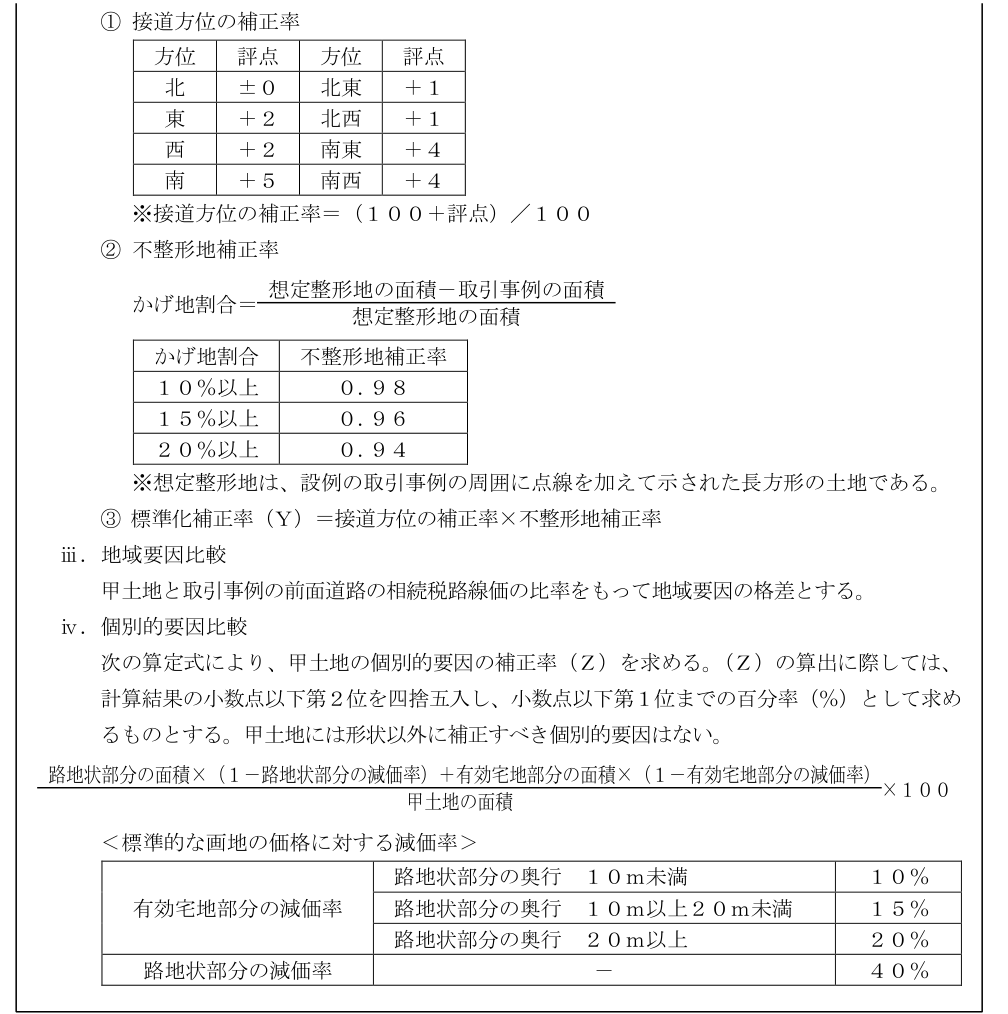 ① 接道方位の補正率
方位 評点 方位 評点
北 ±０ 北東 ＋１
東 ＋２ 北西 ＋１
西 ＋２ 南東 ＋４
南 ＋５ 南西 ＋４
※接道方位の補正率＝（１００＋評点）／１００
② 不整形地補正率
かげ地割合＝
想定整形地の面積－取引事例の面積
想定整形地の面積
かげ地割合 不整形地補正率
１０％以上 ０．９８
１５％以上 ０．９６
２０％以上 ０．９４
※想定整形地は、設例の取引事例の周囲に点線を加えて示された長方形の土地である。
③ 標準化補正率（Ｙ）＝接道方位の補正率×不整形地補正率
ⅲ．地域要因比較
甲土地と取引事例の前面道路の相続税路線価の比率をもって地域要因の格差とする。
ⅳ．個別的要因比較
次の算定式により、甲土地の個別的要因の補正率（Ｚ）を求める。（Ｚ）の算出に際しては、
計算結果の小数点以下第２位を四捨五入し、小数点以下第１位までの百分率（％）として求め
るものとする。甲土地には形状以外に補正すべき個別的要因はない。
路地状部分の面積×（１－路地状部分の減価率）＋有効宅地部分の面積×（１－有効宅地部分の減価率）
甲土地の面積
×１００
＜標準的な画地の価格に対する減価率＞
有効宅地部分の減価率 路地状部分の奥行 １０ｍ未満 １０％
路地状部分の奥行 １０ｍ以上２０ｍ未満 １５％
路地状部分の奥行 ２０ｍ以上 ２０％
路地状部分の減価率 － ４０％